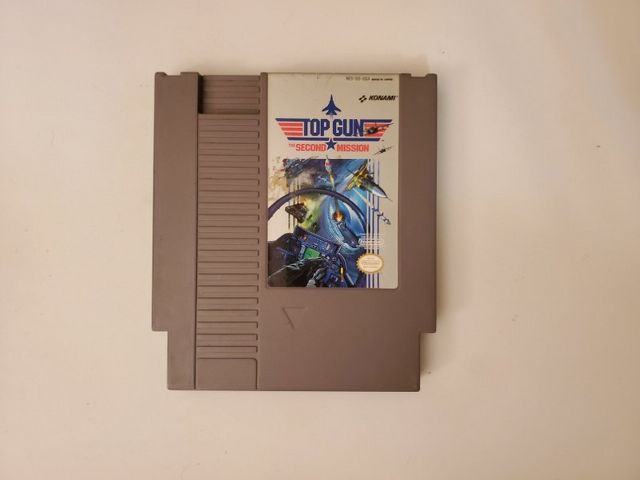 KONAMI
TOP GUN
THE SECOND MISSION